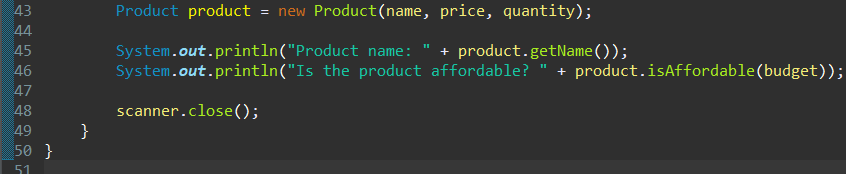 43 Product product = new Product(name, price, quantity);
44
45 System.out.println("Product name: " + product.getName());
46 System.out.println("Is the product affordable? " + product.isAffordable(budget));
47
48 scanner.close();
49 }
50 }
51